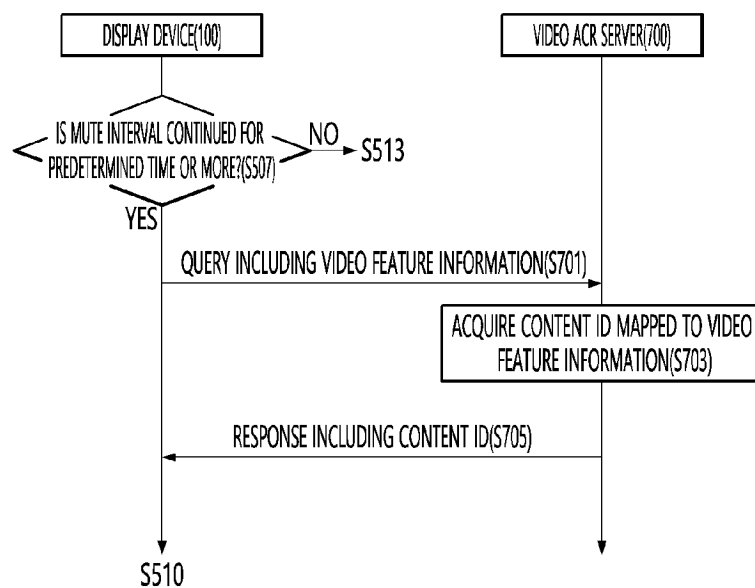 DISPLAY DEVICE(100)
VIDEO ACR SERVER(700)
IS MUTE INTERVAL CONTINUED FOR
PREDETERMINED TIME OR MORE?(S507)
NO
S513
YES
QUERY INCLUDING VIDEO FEATURE INFORMATION(S701)
ACQUIRE CONTENT ID MAPPED TO VIDEO
FEATURE INFORMATION(S703)
RESPONSE INCLUDING CONTENT ID(S705)
S510